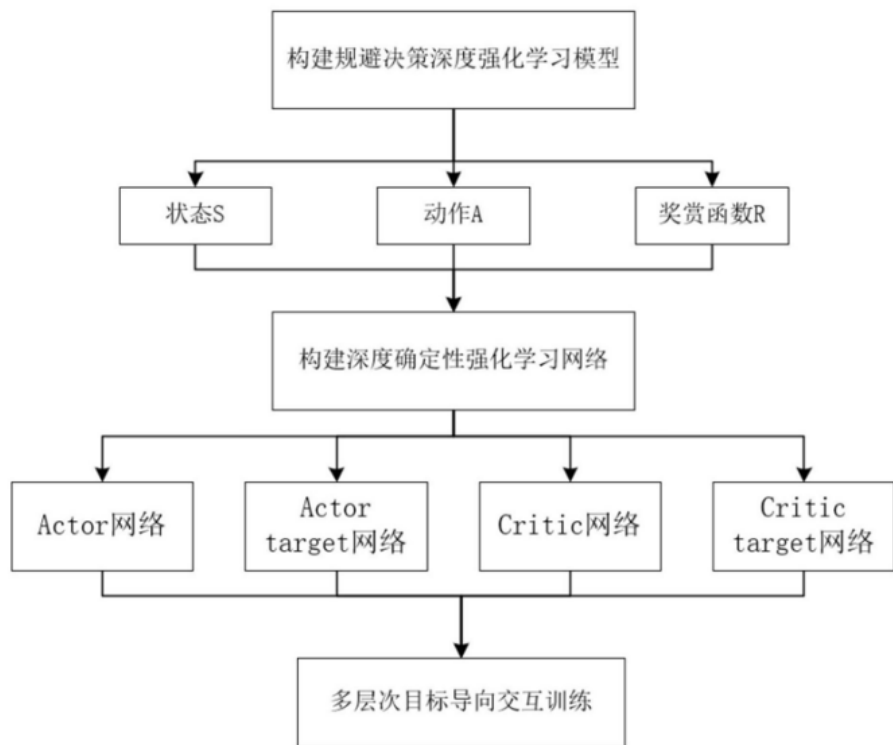 构建规避决策深度强化学习模型
状态S
动作A
奖赏函数R
构建深度确定性强化学习网络
Actor网络
Actor
target网络
Critic网络
Critic
target网络
多层次目标导向交互训练